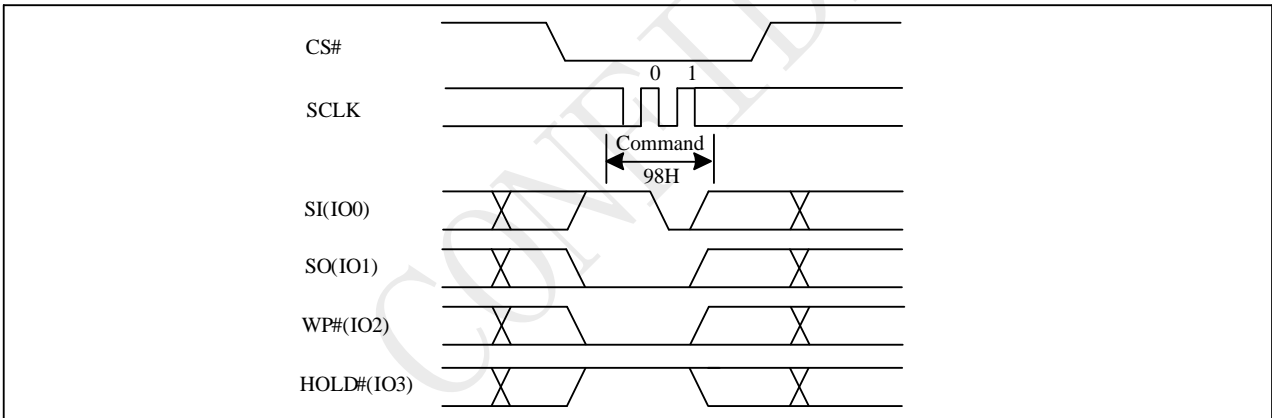 CS#
0 1
SCLK
Command
98H
SI(IO0)
SO(IO1)
WP#(IO2)
HOLD#(IO3)